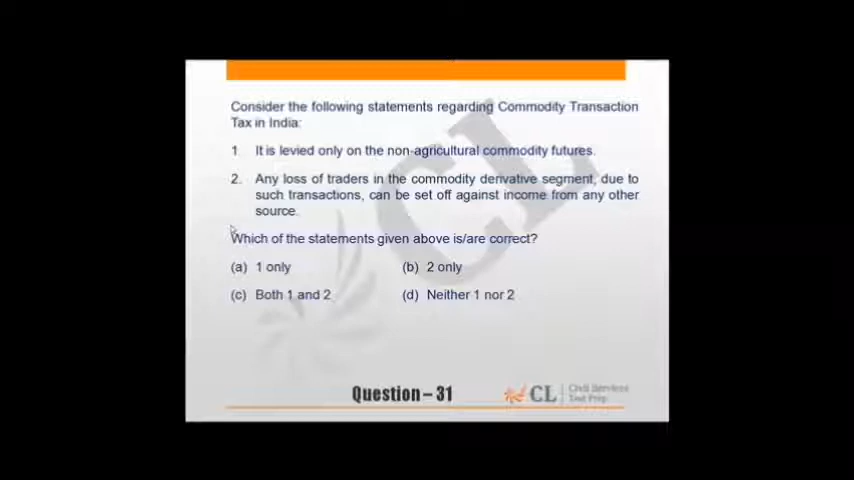 Consider the following statements regarding Commodity Transaction
Tax in India:
1. It is levied only on the non-agricultural commodity futures.
2. Any loss of traders in the commodity derivative segment, due to
such transactions, can be set off against income from any other
source.
Which of the statements given above is/are correct?
(a) 1 only (b) 2 only
(c) Both 1 and 2 (d) Neither 1 nor 2
Question – 31
CL Civil Services
Test Prep
CL